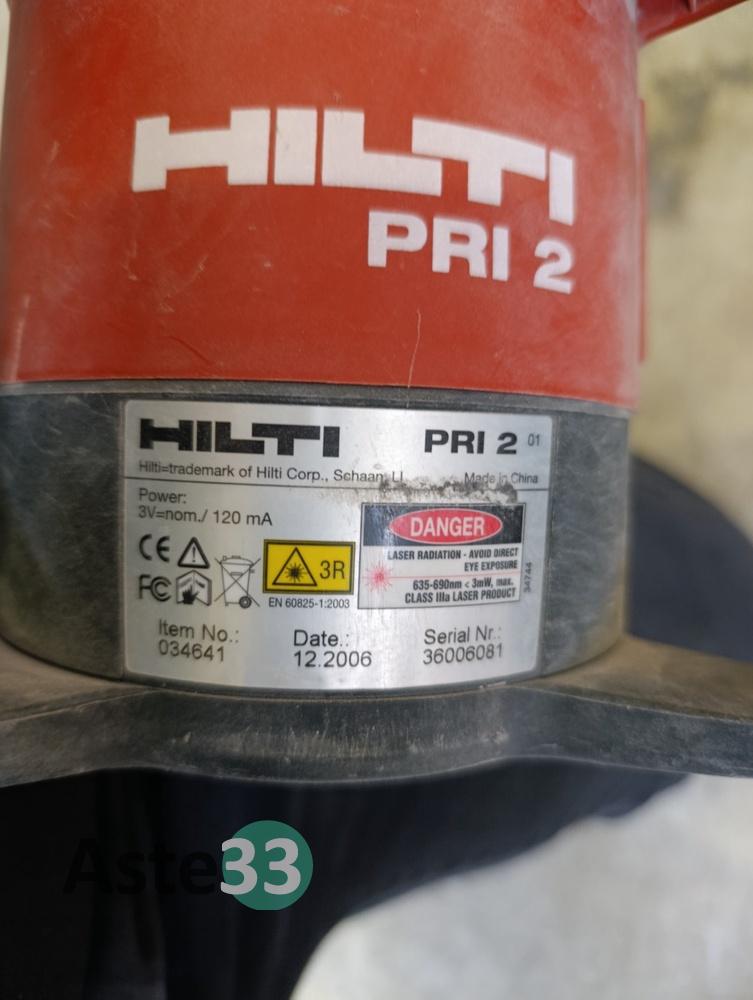 HILTI
PRI 2
HILTI PRI 2 01
Hilti=trademark of Hilti Corp., Schaan, LI Made in China
Power:
3V=nom./ 120 mA
DANGER
LASER RADIATION - AVOID DIRECT
EYE EXPOSURE
635-690nm < 3mW, max.
CLASS IIIa LASER PRODUCT
34744
CE
FC
3R
EN 60825-1:2003
Item No.:
034641
Date.:
12.2006
Serial Nr.:
36006081
Aste33